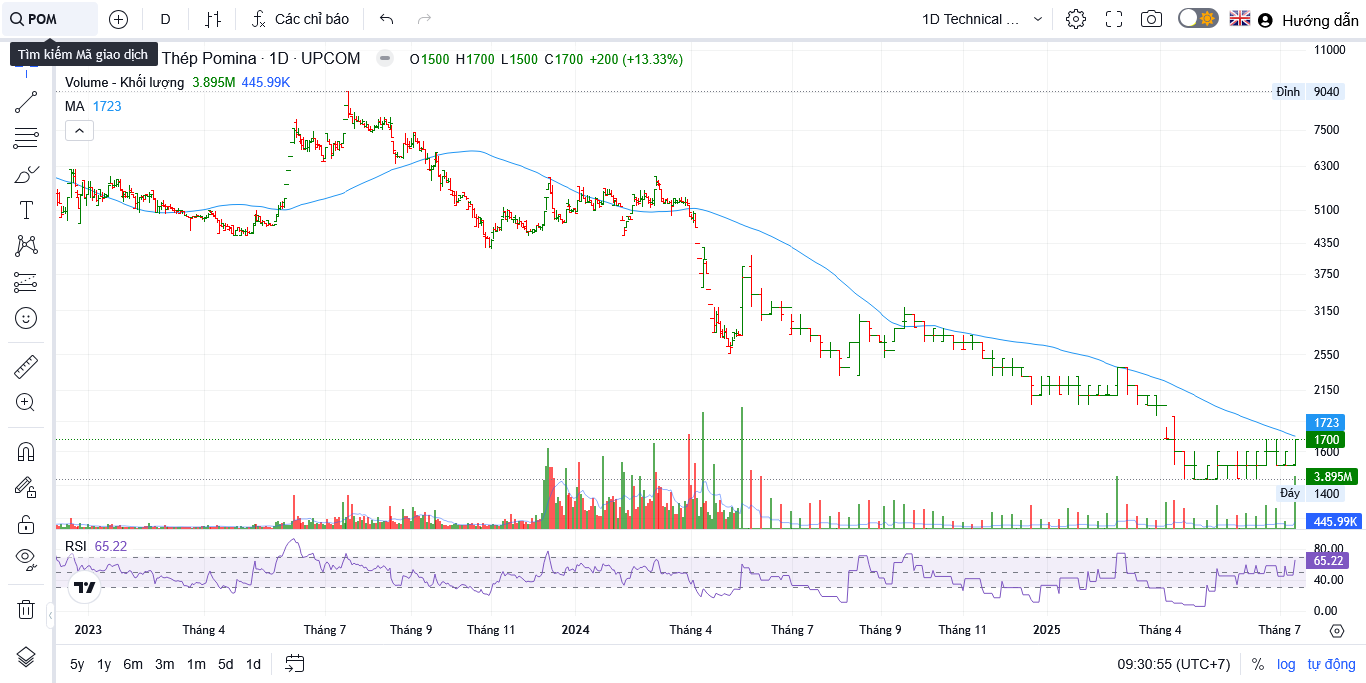 POM
D
Các chỉ báo
1D Technical ...
Hướng dẫn
Tìm kiếm Mã giao dịch
Thép Pomina · 1D · UPCOM
O1500 H1700 L1500 C1700 +200 (+13.33%)
Volume - Khối lượng 3.895M 445.99K
MA 1723
11000
Đỉnh 9040
7500
6300
5100
4350
3750
3150
2550
2150
1723
1700
1600
3.895M
Đáy 1400
445.99K
RSI 65.22
80.00
65.22
40.00
0.00
2023 Tháng 4 Tháng 7 Tháng 9 Tháng 11 2024 Tháng 4 Tháng 7 Tháng 9 Tháng 11 2025 Tháng 4 Tháng 7
5y 1y 6m 3m 1m 5d 1d
09:30:55 (UTC+7) % log tự động